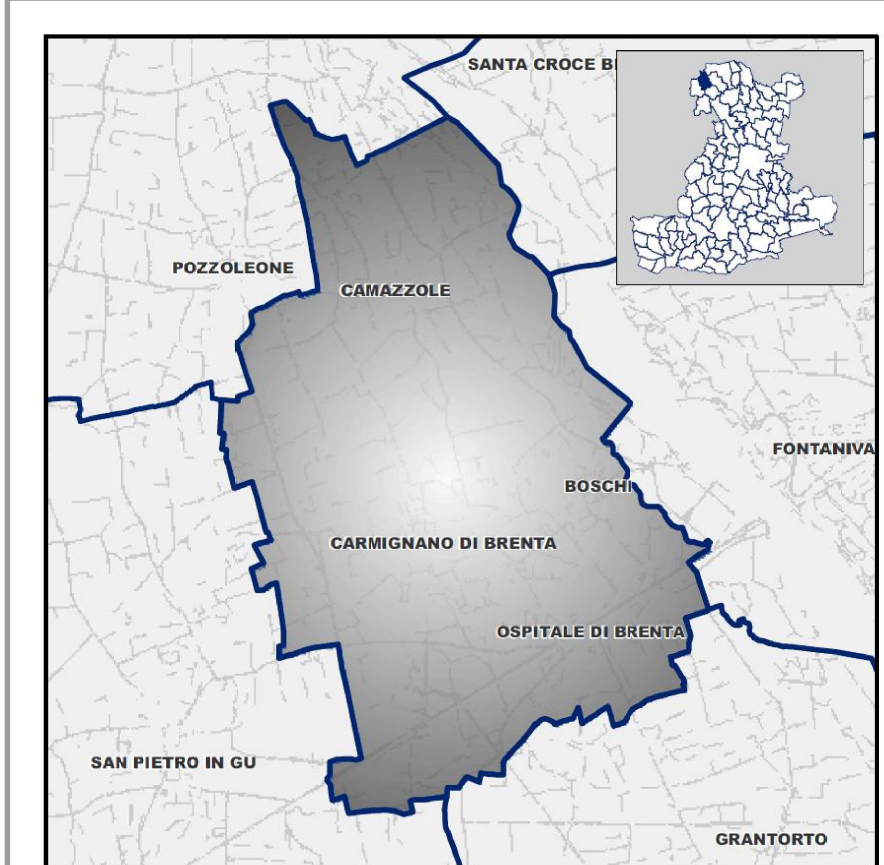 SANTA CROCE
POZZOLEONE
CAMAZZOLE
FONTANIVA
BOSCHI
CARMIGNANO DI BRENTA
OSPITALE DI BRENTA
SAN PIETRO IN GU
GRANTORTO